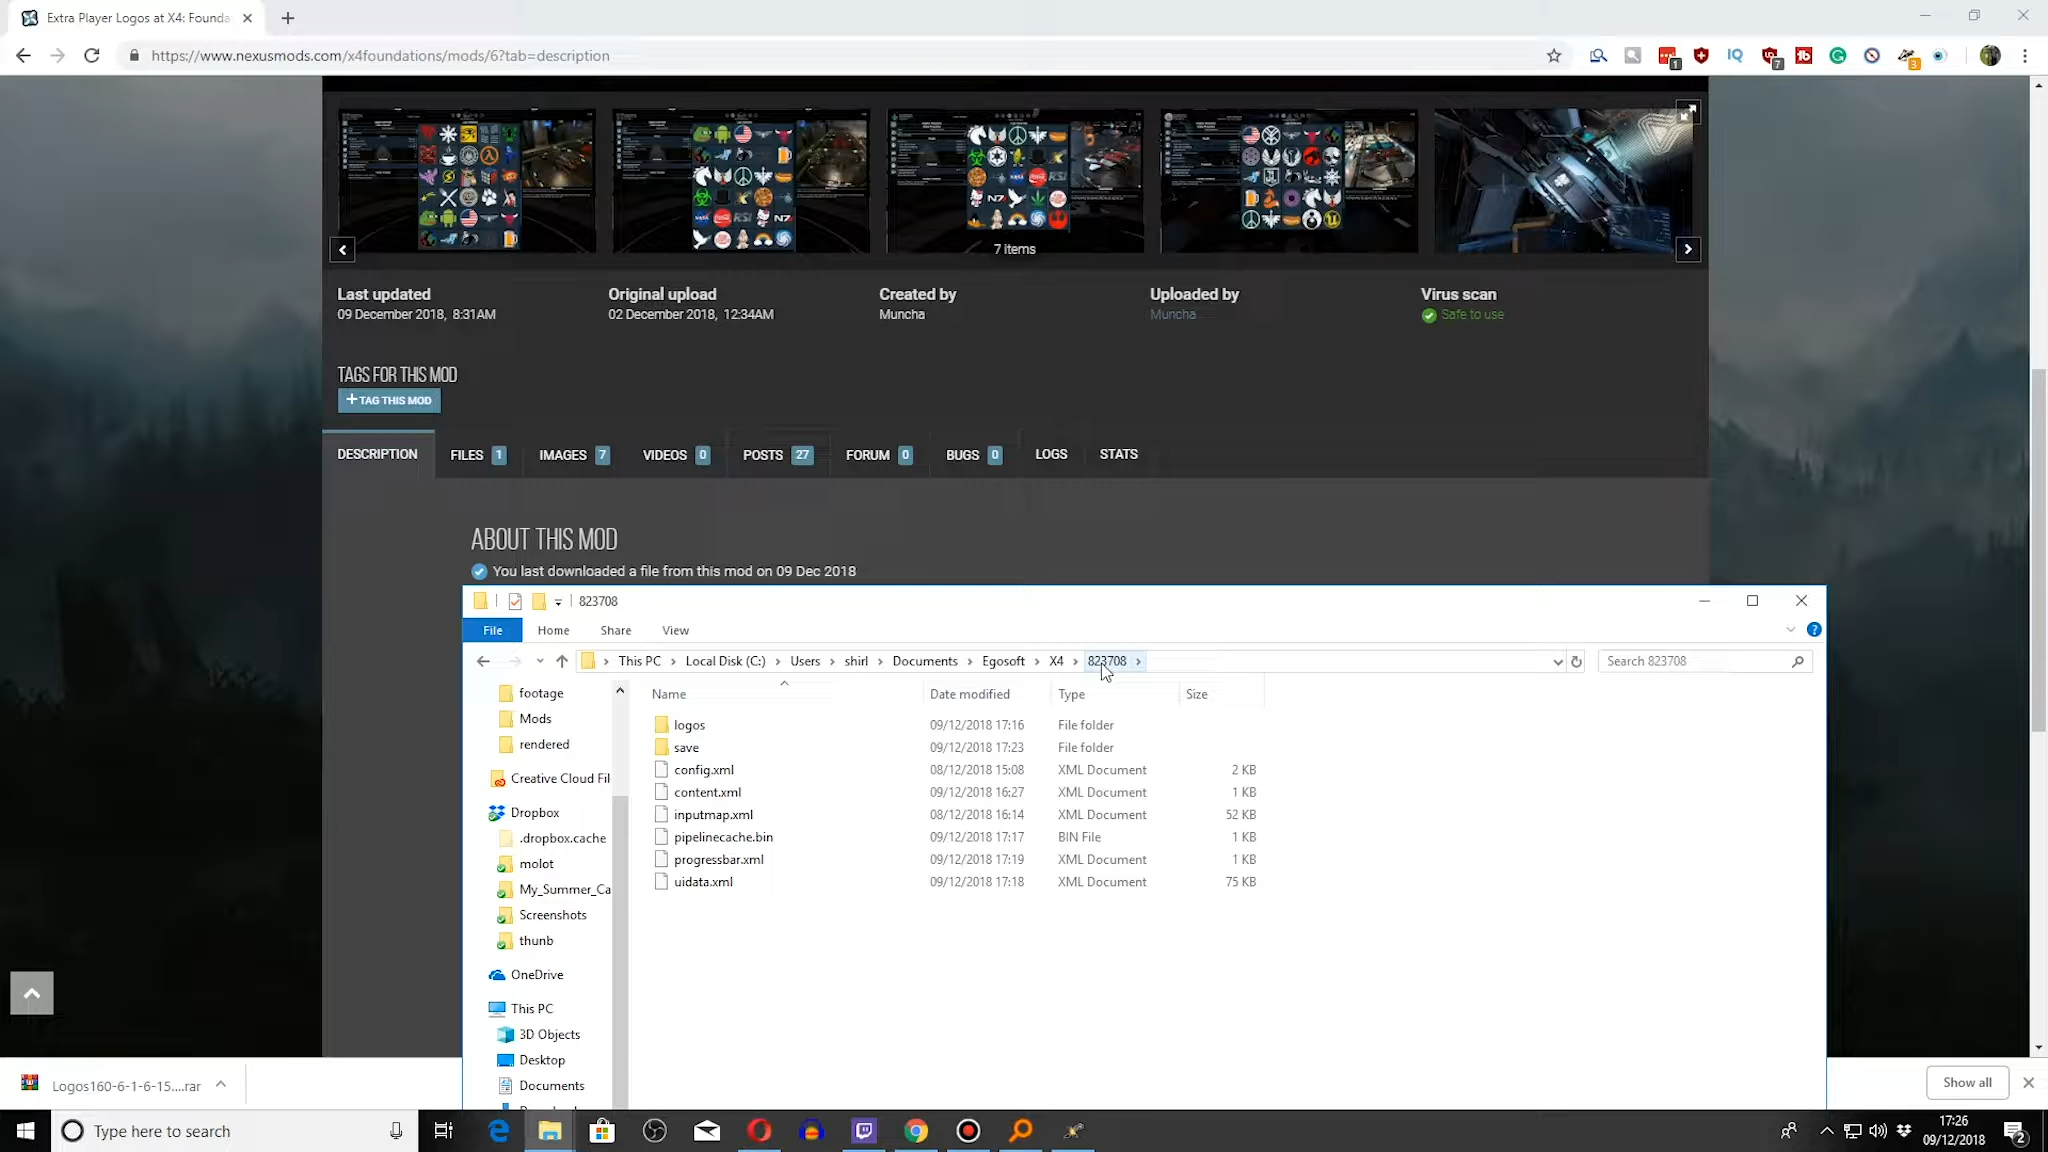 Extra Player Logos at X4: Founda
https://www.nexusmods.com/x4foundations/mods/6?tab=description
7 items
Last updated
09 December 2018, 8:31AM
Original upload
02 December 2018, 12:34AM
Created by
Muncha
Uploaded by
Muncha
Virus scan
Safe to use
TAGS FOR THIS MOD
+ TAG THIS MOD
DESCRIPTION FILES 1 IMAGES 7 VIDEOS 0 POSTS 27 FORUM 0 BUGS 0 LOGS STATS
ABOUT THIS MOD
You last downloaded a file from this mod on 09 Dec 2018
823708
File Home Share View
This PC > Local Disk (C:) > Users > shirl > Documents > Egosoft > X4 > 823708 >
Search 823708
footage
Mods
rendered
Creative Cloud Fil
Dropbox
.dropbox.cache
molot
My_Summer_Ca
Screenshots
thunb
OneDrive
This PC
3D Objects
Desktop
Documents
Name Date modified Type Size
logos 09/12/2018 17:16 File folder
save 09/12/2018 17:23 File folder
config.xml 08/12/2018 15:08 XML Document 2 KB
content.xml 09/12/2018 16:27 XML Document 1 KB
inputmap.xml 08/12/2018 16:14 XML Document 52 KB
pipelinecache.bin 09/12/2018 17:17 BIN File 1 KB
progressbar.xml 09/12/2018 17:19 XML Document 1 KB
uidata.xml 09/12/2018 17:18 XML Document 75 KB
Logos160-6-1-6-15....rar
Show all
Type here to search
17:26
09/12/2018
2